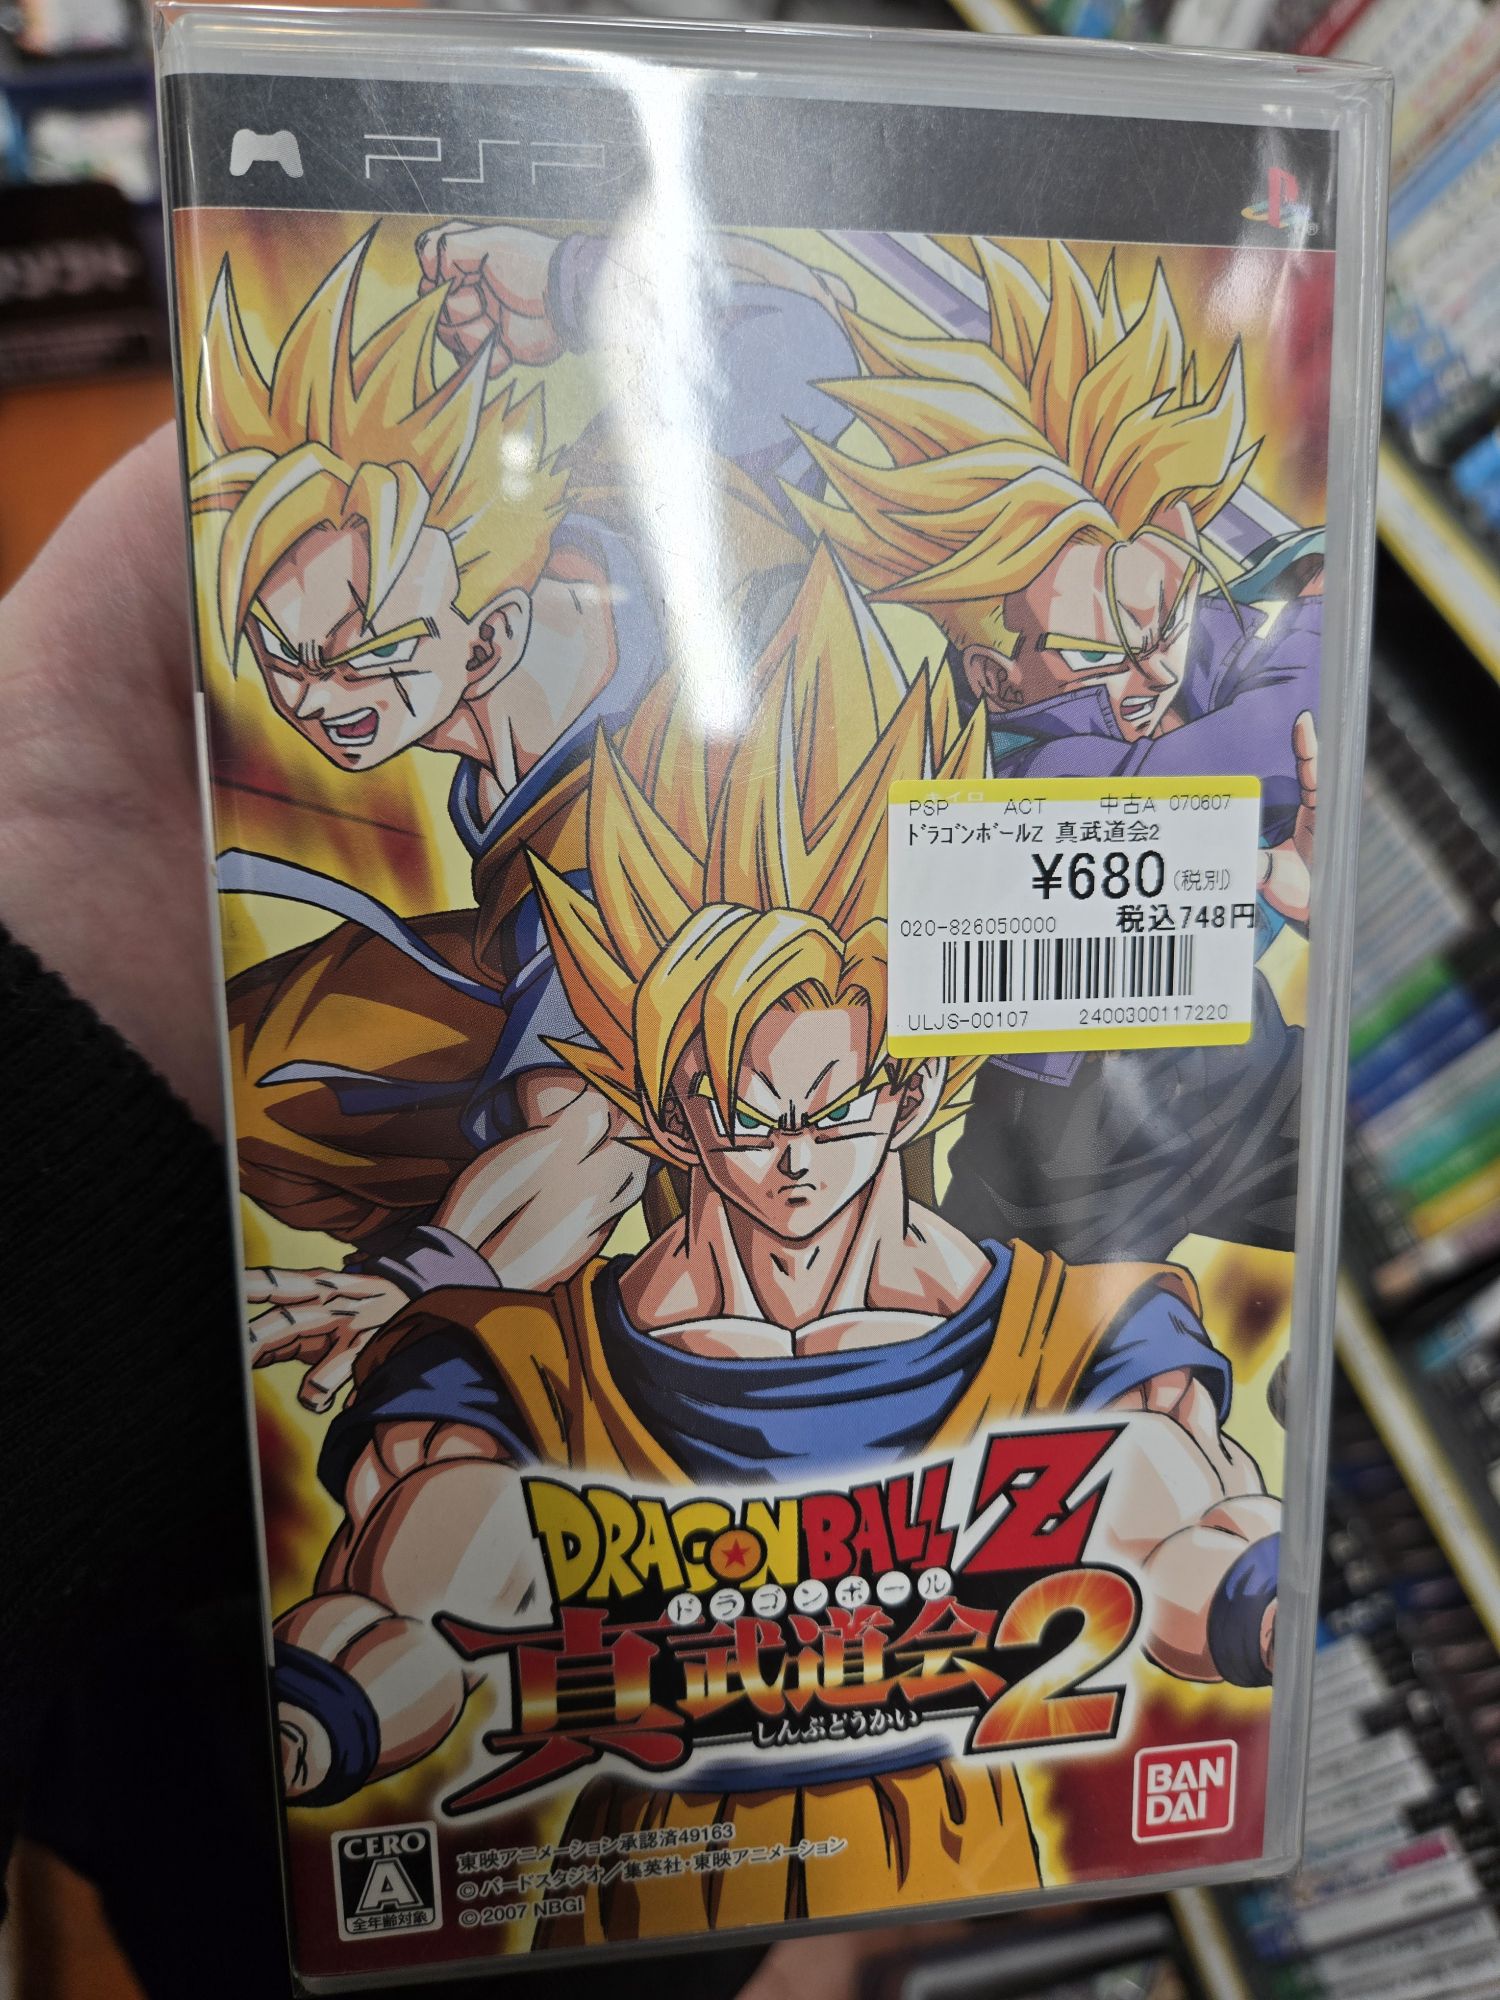 PSP
PSP ACT 中古A 070607
ドラゴンボールZ 真武道会2
¥680(税別)
税込748円
020-826050000
ULJS-00107 2400300117220
DRAGON BALL Z
ドラゴンボール
真武道会2
しんぶどうかい
BAN
DAI
CERO
A
全年齢対象
東映アニメーション承認済49163
©バードスタジオ/集英社・東映アニメーション
©2007 NBGI